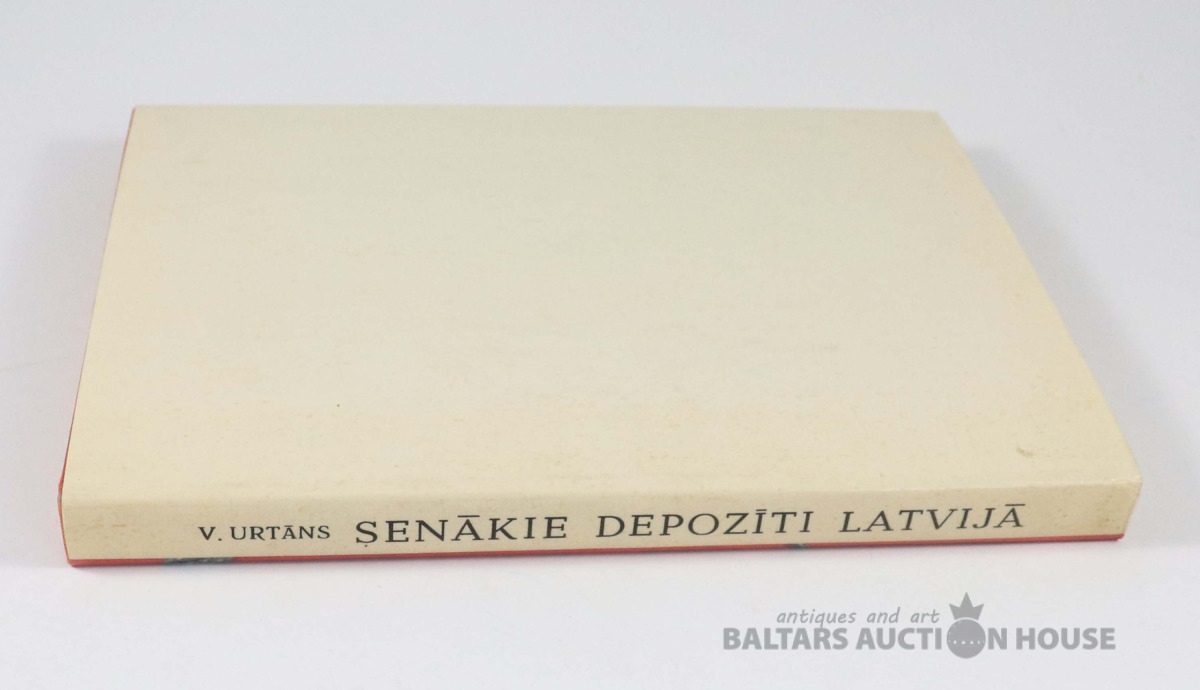 V. URTĀNS SENĀKIE DEPOZĪTI LATVIJĀ
antiques and art
BALTARS AUCTION HOUSE